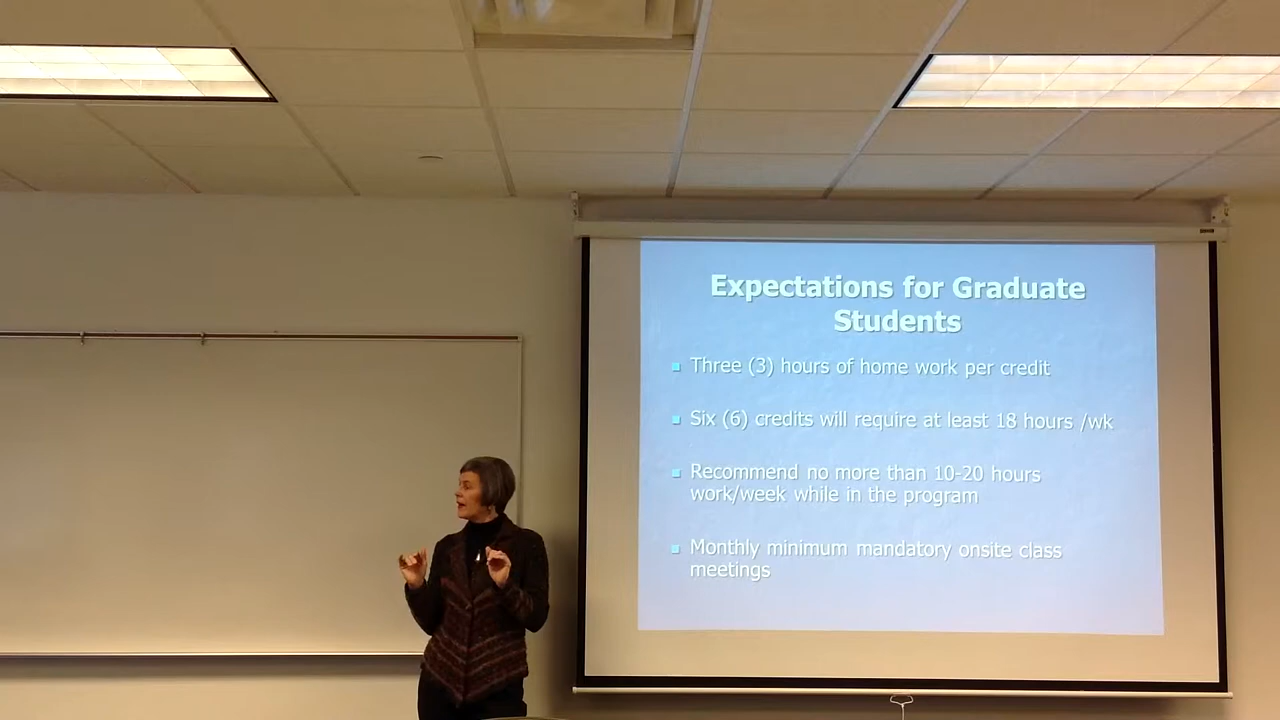 Expectations for Graduate
Students
Three (3) hours of home work per credit
Six (6) credits will require at least 18 hours /wk
Recommend no more than 10-20 hours
work/week while in the program
Monthly minimum mandatory onsite class
meetings